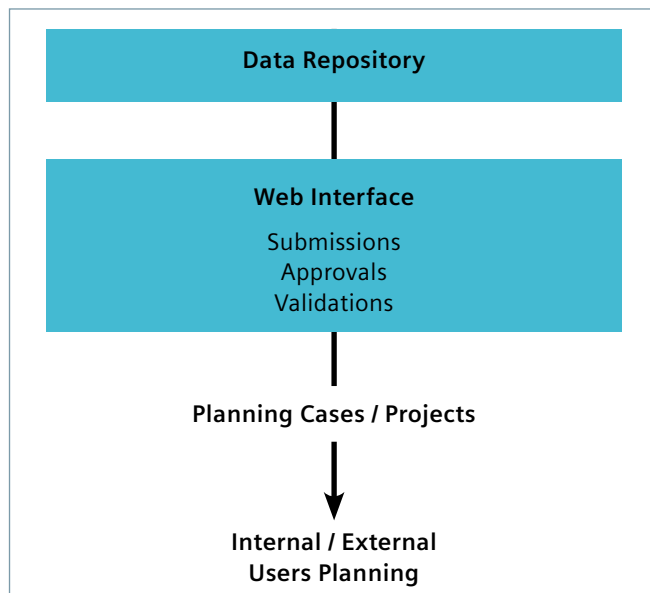 Data Repository
Web Interface
Submissions
Approvals
Validations
Planning Cases / Projects
Internal / External
Users Planning